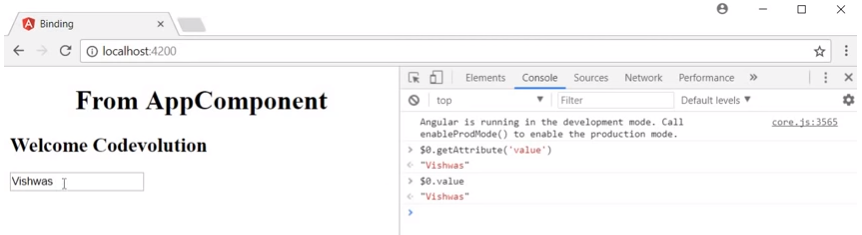 Binding
localhost:4200
From AppComponent
Welcome Codevolution
Vishwas
Elements Console Sources Network Performance »
top Filter Default levels
Angular is running in the development mode. Call core.js:3565
enableProdMode() to enable the production mode.
> $0.getAttribute('value')
< "Vishwas"
> $0.value
< "Vishwas"
>